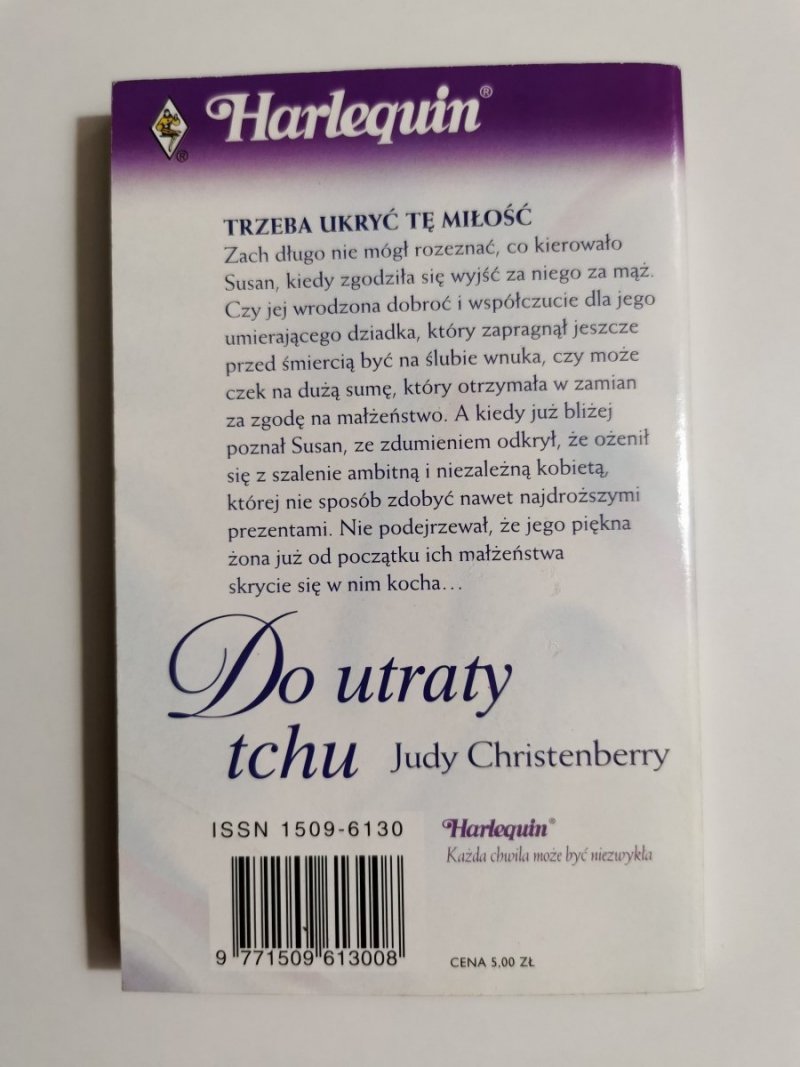 Harlequin®
®
TRZEBA UKRYĆ TĘ MIŁOŚĆ
Zach długo nie mógł rozeznać, co kierowało
Susan, kiedy zgodziła się wyjść za niego za mąż.
Czy jej wrodzona dobroć i współczucie dla jego
umierającego dziadka, który zapragnął jeszcze
przed śmiercią być na ślubie wnuka, czy może
czek na dużą sumę, który otrzymała w zamian
za zgodę na małżeństwo. A kiedy już bliżej
poznał Susan, ze zdumieniem odkrył, że ożenił
się z szalenie ambitną i niezależną kobietą,
której nie sposób zdobyć nawet najdroższymi
prezentami. Nie podejrzewał, że jego piękna
żona już od początku ich małżeństwa
skrycie się w nim kocha...
Do utraty
tchu Judy Christenberry
ISSN 1509-6130
Harlequin®
Każda chwila może być niezwykła
9 771509 613008
CENA 5,00 ZŁ